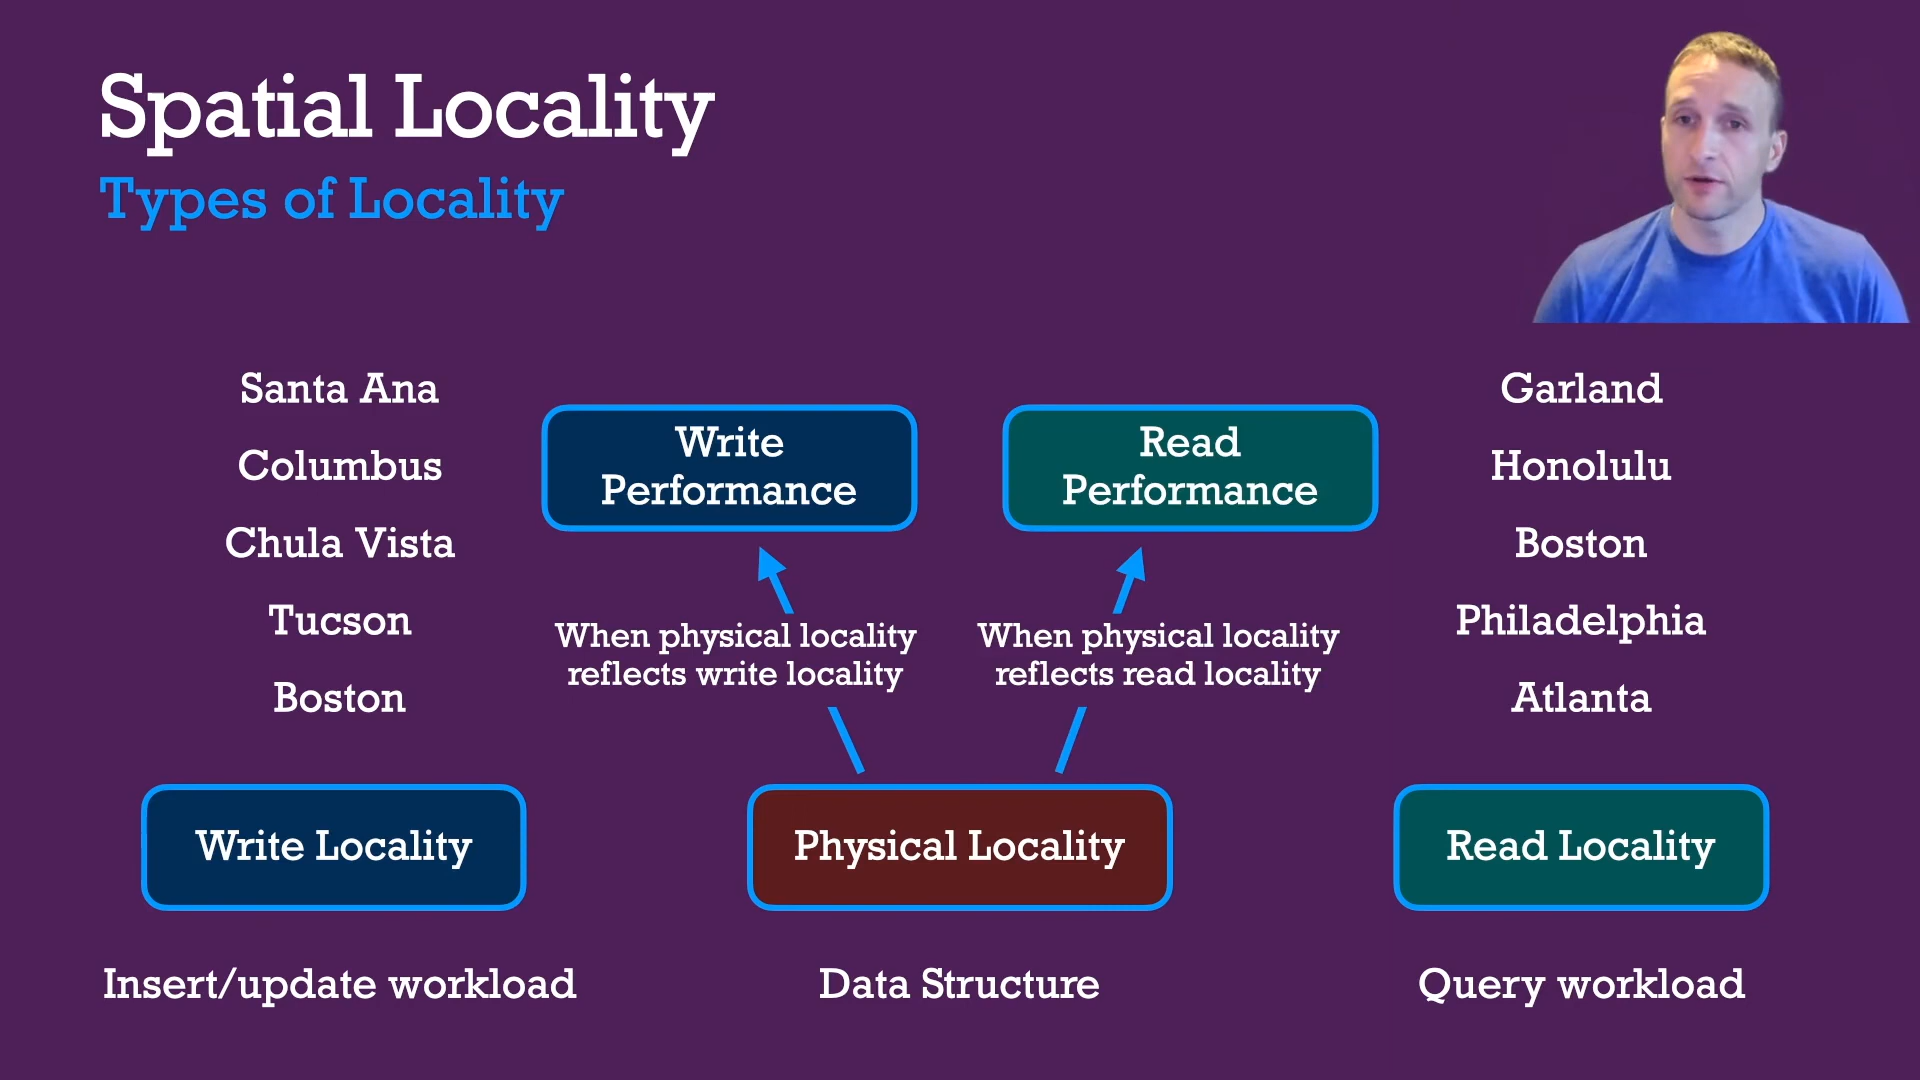 Spatial Locality
Types of Locality
Santa Ana
Columbus
Chula Vista
Tucson
Boston
Write Locality
Insert/update workload
Write
Performance
When physical locality
reflects write locality
Read
Performance
When physical locality
reflects read locality
Physical Locality
Data Structure
Garland
Honolulu
Boston
Philadelphia
Atlanta
Read Locality
Query workload